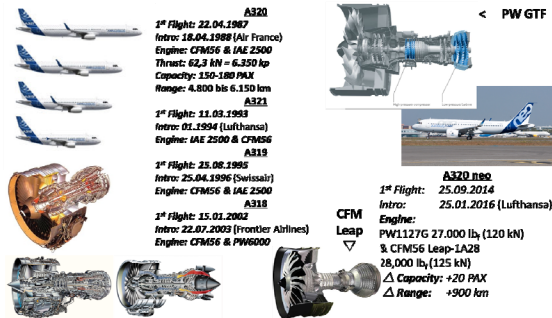 A320
1st Flight: 22.04.1987
Intro: 18.04.1988 (Air France)
Engine: CFM56 & IAE 2500
Thrust: 62,3 kN = 6.350 kp
Capacity: 150-180 PAX
Range: 4.800 bis 6.150 km
A321
1st Flight: 11.03.1993
Intro: 01.1994 (Lufthansa)
Engine: IAE 2500 & CFM56
A319
1st Flight: 25.08.1995
Intro: 25.04.1996 (Swissair)
Engine: CFM56 & IAE 2500
A318
1st Flight: 15.01.2002
Intro: 22.07.2003 (Frontier Airlines)
Engine: CFM56 & PW6000
< PW GTF
High pressure compressor
Low pressure turbine
A320 neo
1st Flight: 25.09.2014
Intro: 25.01.2016 (Lufthansa)
Engine:
PW1127G 27.000 lbf (120 kN)
& CFM56 Leap-1A28
28,000 lbf (125 kN)
△ Capacity: +20 PAX
△ Range: +900 km
CFM
Leap
▽